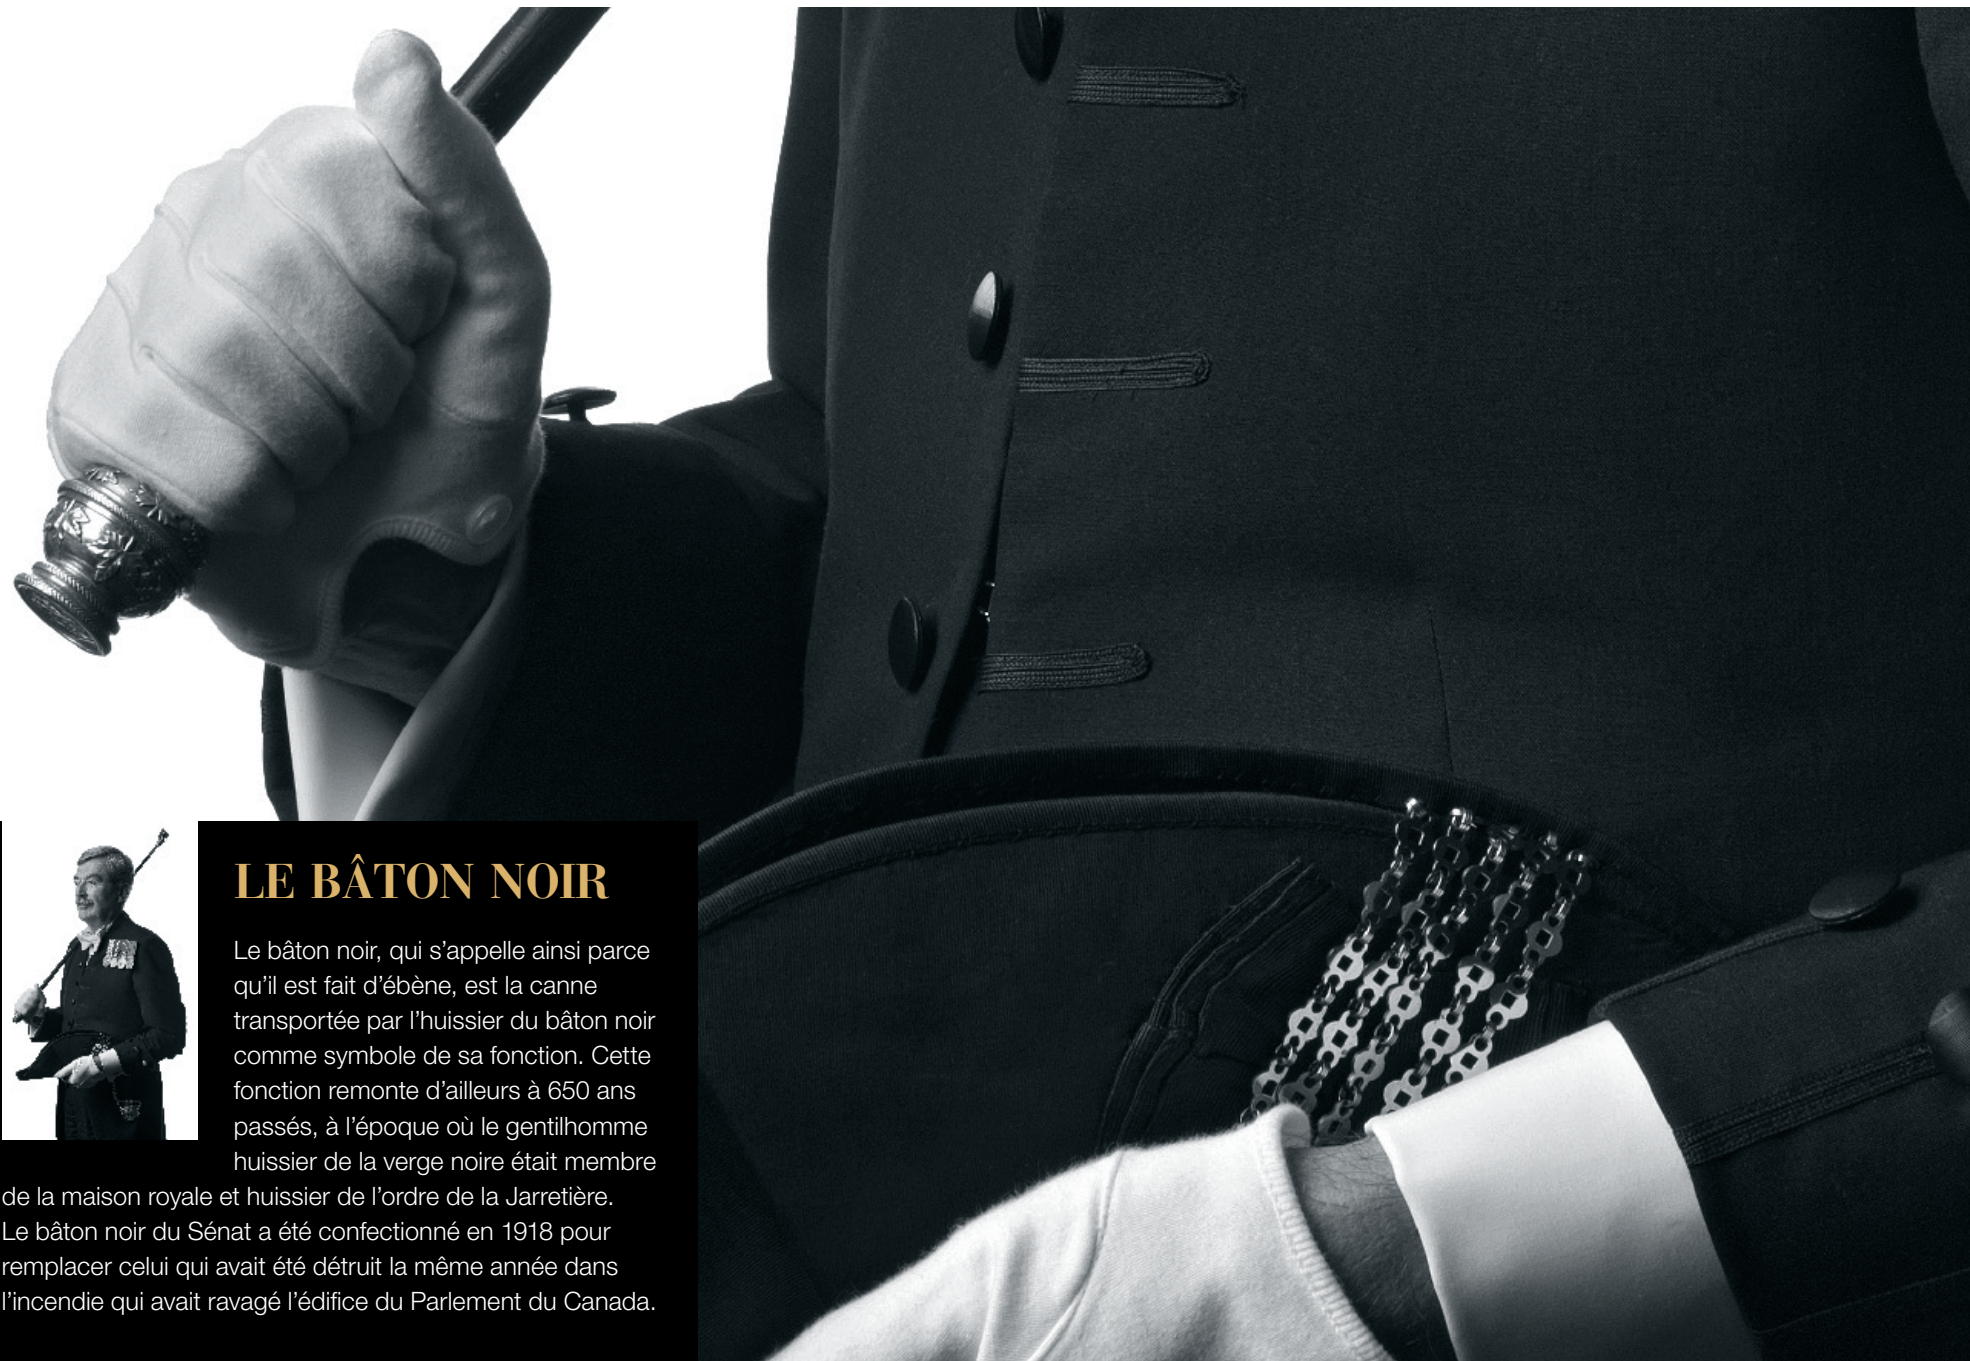 LE BÂTON NOIR
Le bâton noir, qui s’appelle ainsi parce
qu’il est fait d’ébène, est la canne
transportée par l’huissier du bâton noir
comme symbole de sa fonction. Cette
fonction remonte d’ailleurs à 650 ans
passés, à l’époque où le gentilhomme
huissier de la verge noire était membre
de la maison royale et huissier de l’ordre de la Jarretière.
Le bâton noir du Sénat a été confectionné en 1918 pour
remplacer celui qui avait été détruit la même année dans
l’incendie qui avait ravagé l’édifice du Parlement du Canada.